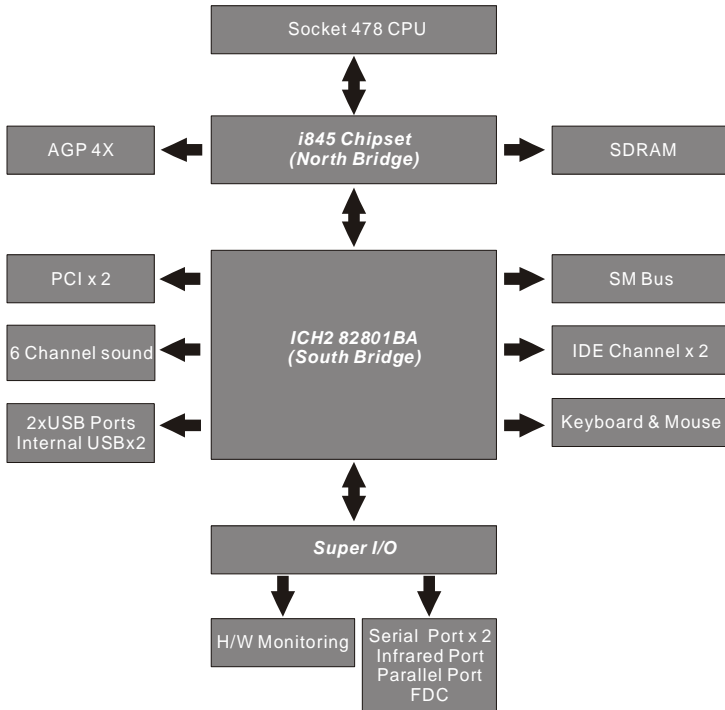 Socket 478 CPU
i845 Chipset
(North Bridge)
AGP 4X
SDRAM
PCI x 2
SM Bus
ICH2 82801BA
(South Bridge)
6 Channel sound
IDE Channel x 2
2xUSB Ports
Internal USBx2
Keyboard & Mouse
Super I/O
H/W Monitoring
Serial Port x 2
Infrared Port
Parallel Port
FDC